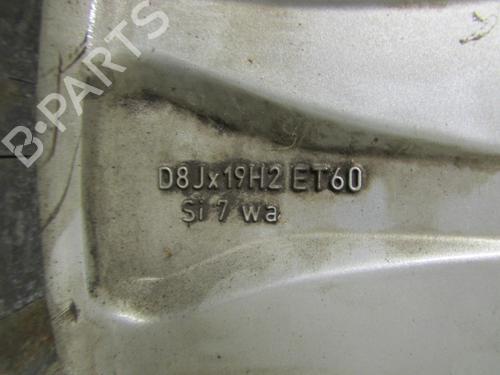 B-PARTS
D8Jx19H2 ET60
Si 7 wa